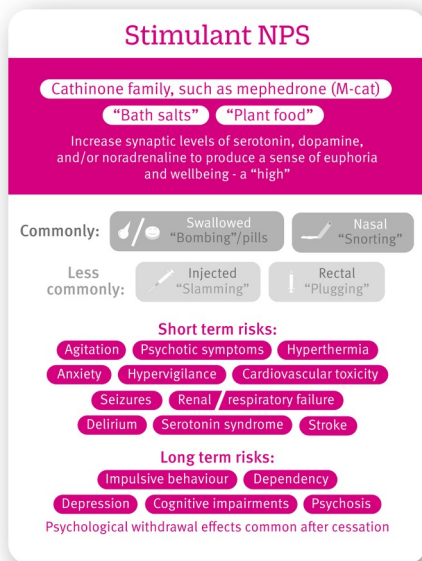 Stimulant NPS
Cathinone family, such as mephedrone (M-cat)
“Bath salts” “Plant food”
Increase synaptic levels of serotonin, dopamine,
and/or noradrenaline to produce a sense of euphoria
and wellbeing - a “high”
Commonly: Swallowed “Bombing”/pills Nasal “Snorting”
Less commonly: Injected “Slamming” Rectal “Plugging”
Short term risks:
Agitation Psychotic symptoms Hyperthermia
Anxiety Hypervigilance Cardiovascular toxicity
Seizures Renal / respiratory failure
Delirium Serotonin syndrome Stroke
Long term risks:
Impulsive behaviour Dependency
Depression Cognitive impairments Psychosis
Psychological withdrawal effects common after cessation